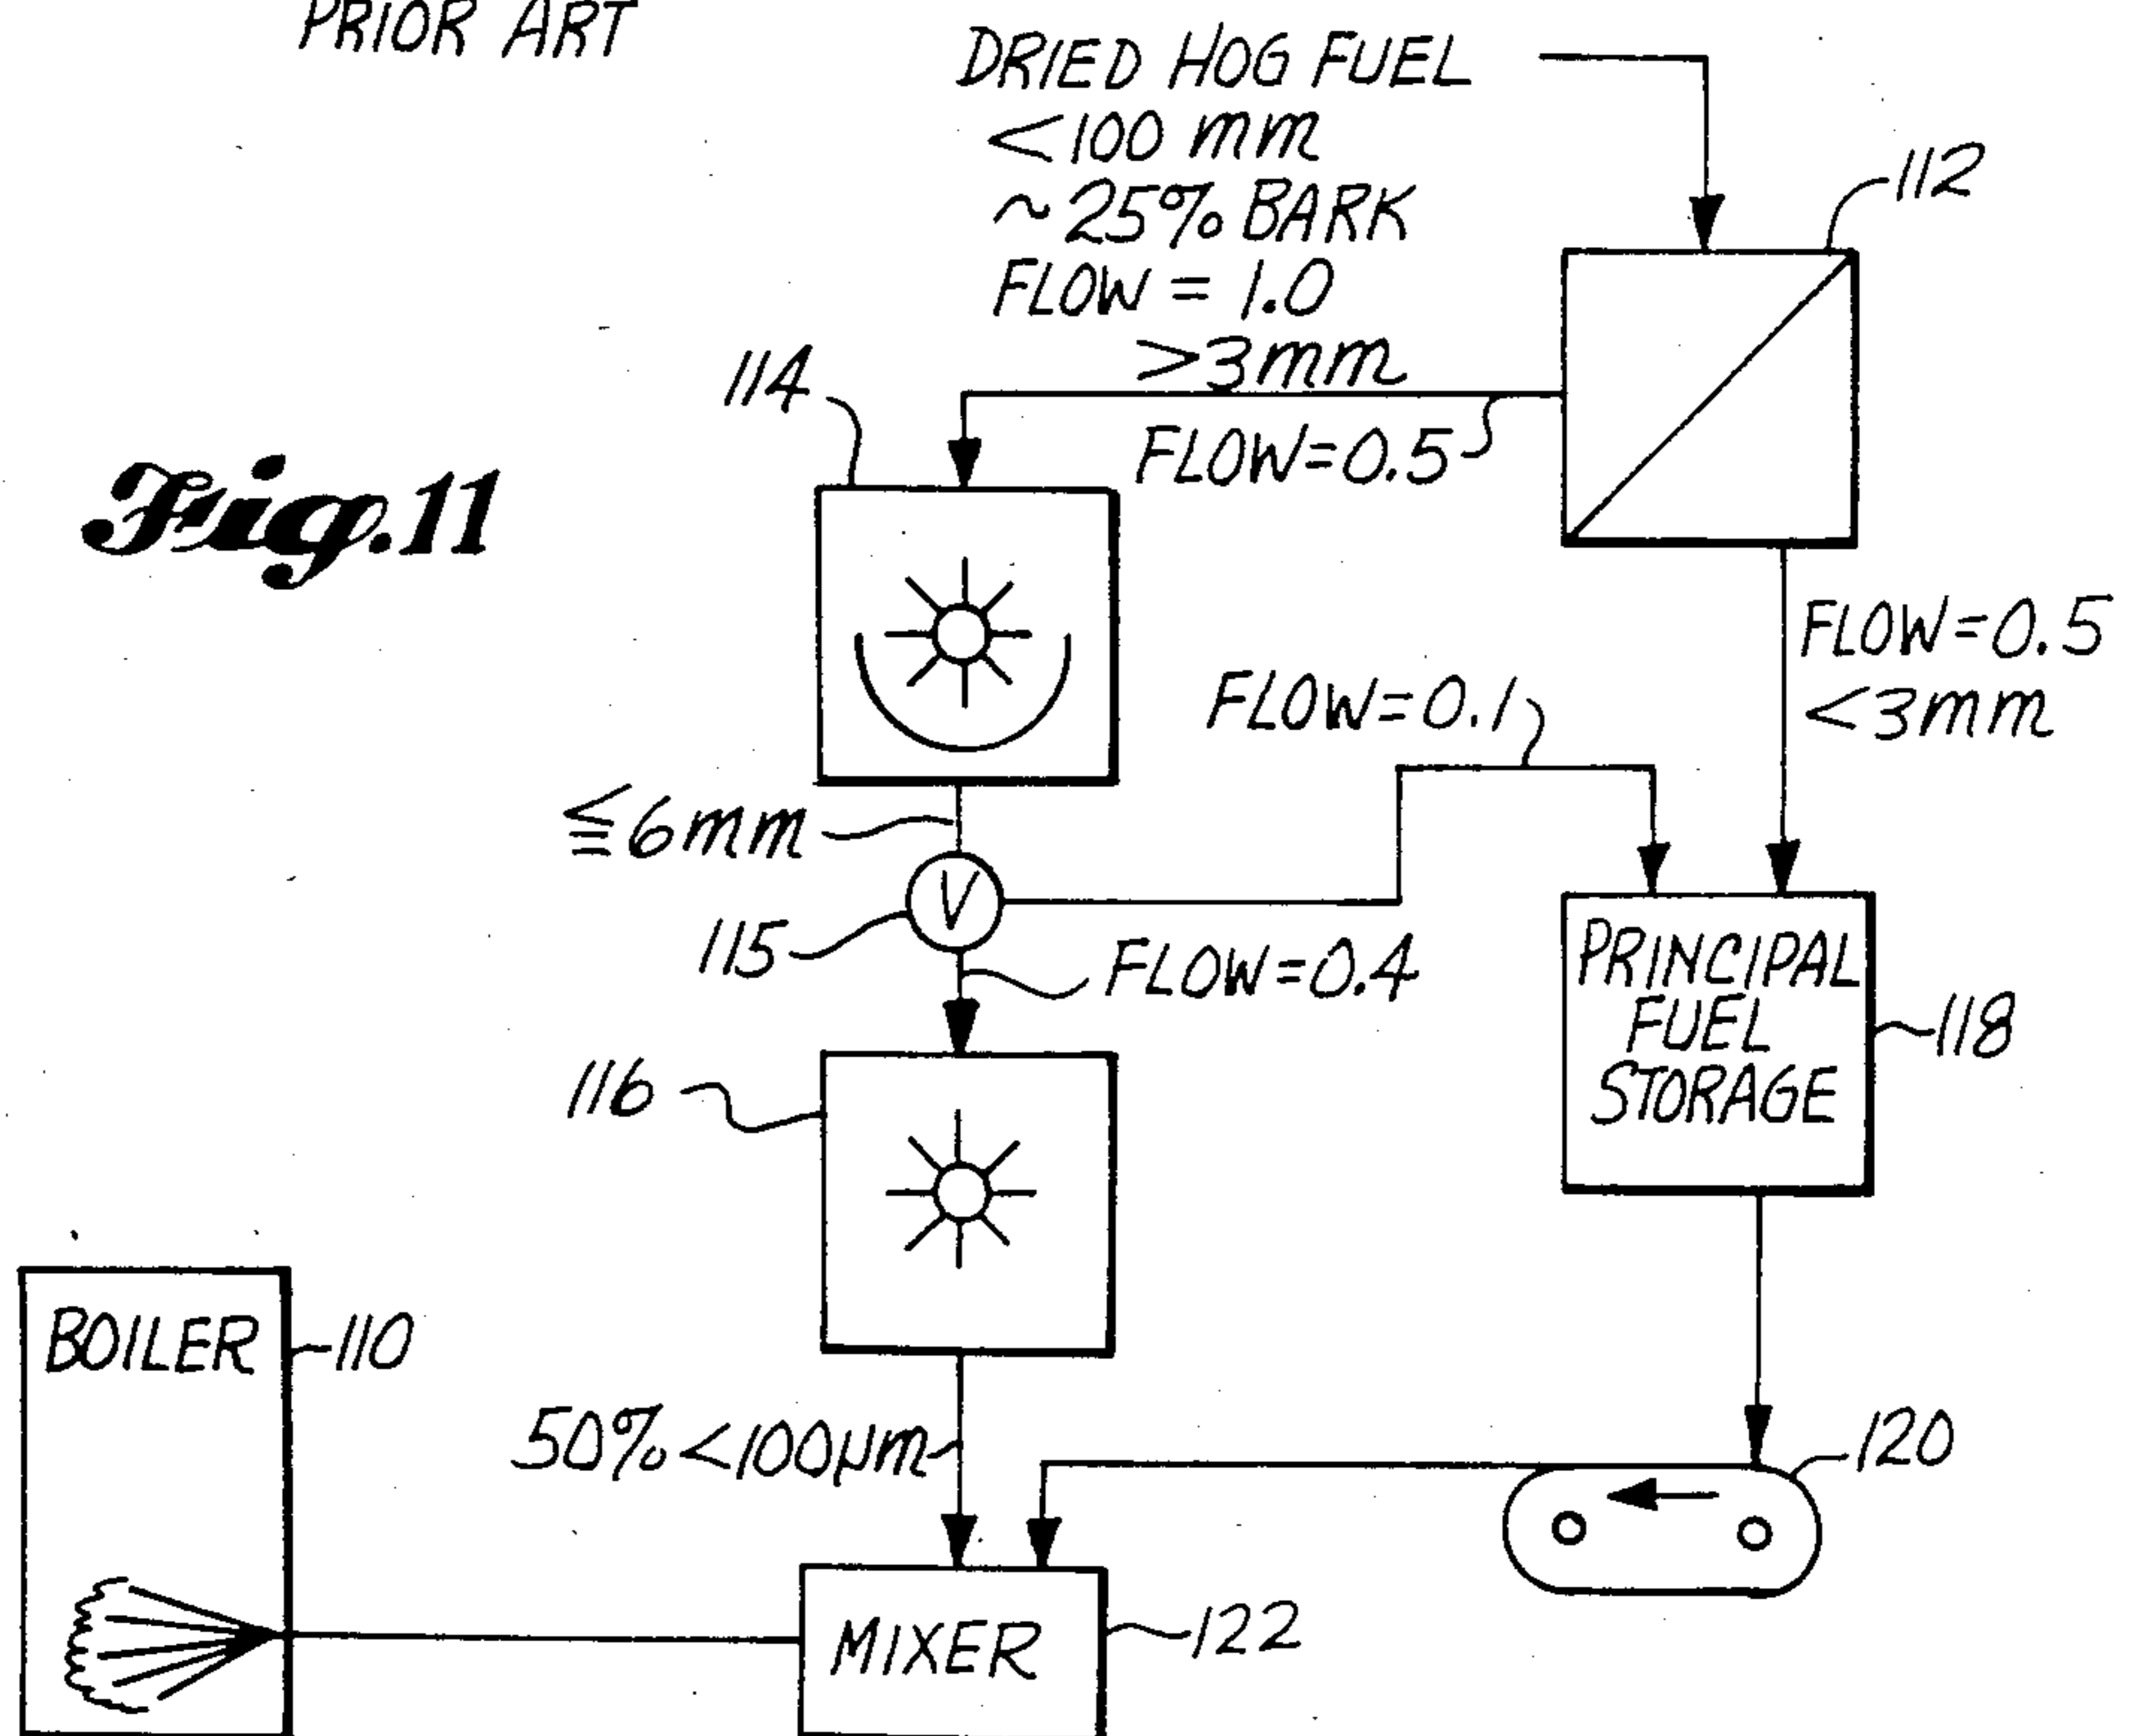 PRIOR ART
DRIED HOG FUEL
<100 mm
~25% BARK
FLOW = 1.0
>3mm
112
114
FLOW=0.5
Fig.11
FLOW=0.5
<3mm
FLOW=0.1
≦6mm
V
115
FLOW=0.4
PRINCIPAL
FUEL
STORAGE
118
116
BOILER
110
50%<100µm
120
MIXER
122